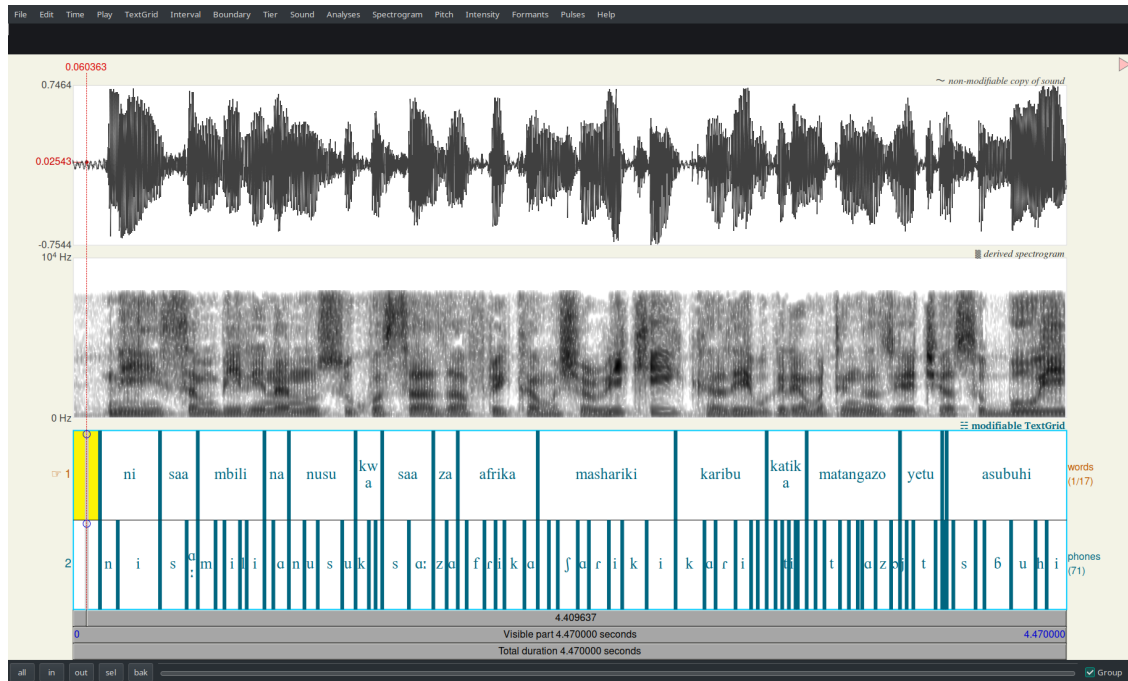 File Edit Time Play TextGrid Interval Boundary Tier Sound Analyses Spectrogram Pitch Intensity Formants Pulses Help
0.060363
0.7464
~ non-modifiable copy of sound
0.02543
-0.7544
10⁴ Hz
derived spectrogram
0 Hz
modifiable TextGrid
1 ni saa mbili na nusu kwa saa za afrika mashariki karibu katika matangazo yetu asubuhi words
(1/17)
2 n i s ɑː m i l i ɑ n u s u k s ɑː z ɑ f r i k ɑ ʃ ɑ ɾ i k i k ɑ ɾ i t i t ɑ z j t s ɓ u h i phones
(71)
4.409637
0 Visible part 4.470000 seconds 4.470000
Total duration 4.470000 seconds
all in out sel bak Group